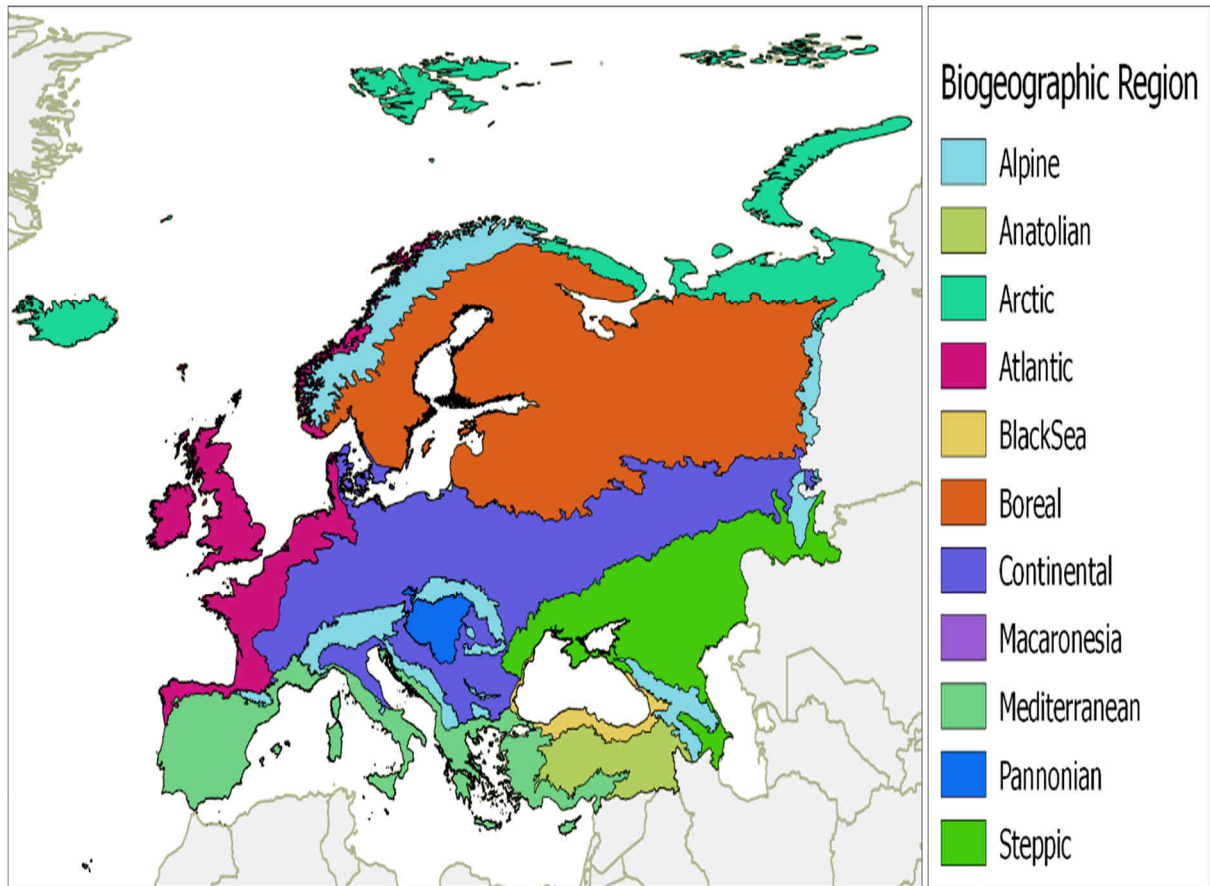 Biogeographic Region
Alpine
Anatolian
Arctic
Atlantic
BlackSea
Boreal
Continental
Macaronesia
Mediterranean
Pannonian
Steppic